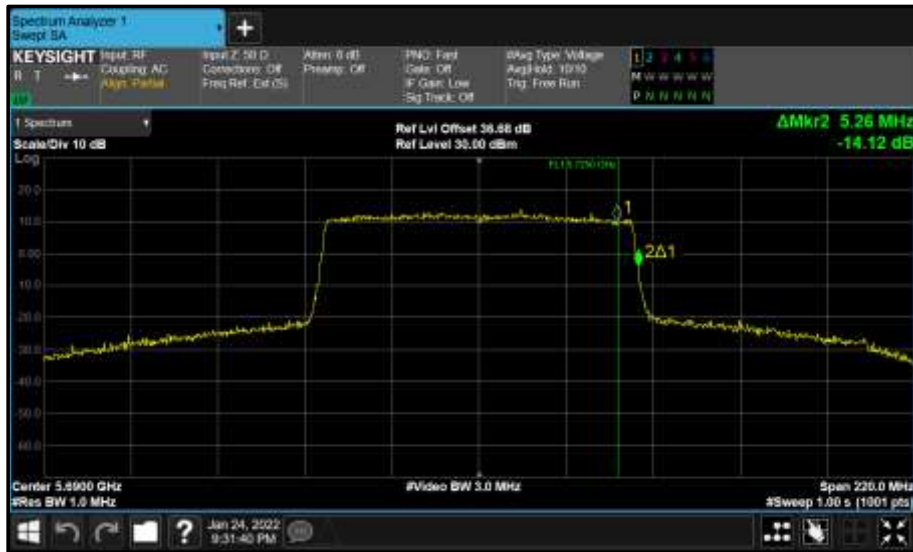 Spectrum Analyzer 1
Swept SA
+
KEYSIGHT Input: RF
R T
Coupling: AC
Align: Partial
Input Z: 50 Ω
Corrections: Off
Freq Ref: Ext (S)
Atten: 6 dB
Preamp: Off
PNO: Fast
Gate: Off
IF Gain: Low
Sig Track: Off
#Avg Type: Voltage
Avg|Hold: 10/10
Trig: Free Run
1 2 3 4 5 6
M W W W W W
P N N N N N
1 Spectrum
Scale/Div 10 dB
Ref Lvl Offset 36.68 dB
Ref Level 30.00 dBm
ΔMkr2 5.26 MHz
-14.12 dB
Log
20.0
10.0
0.00
-10.0
-20.0
-30.0
-40.0
-50.0
-60.0
1
2Δ1
Center 5.6900 GHz
#Res BW 1.0 MHz
#Video BW 3.0 MHz
Span 220.0 MHz
#Sweep 1.00 s (1001 pts)
?
Jan 24, 2022
9:31:40 PM